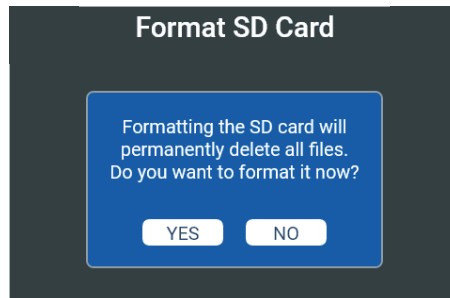 Format SD Card
Formatting the SD card will
permanently delete all files.
Do you want to format it now?
YES NO